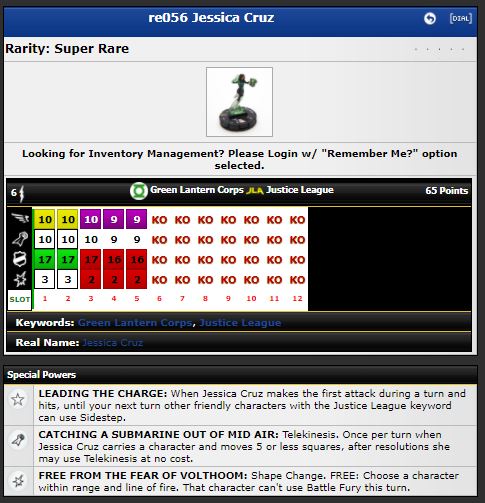 re056 Jessica Cruz
[DIAL]
Rarity: Super Rare
Looking for Inventory Management? Please Login w/ "Remember Me?" option
selected.
6 Green Lantern Corps JLA Justice League 65 Points
10 10 10 9 9 KO KO KO KO KO KO KO
10 10 10 9 9 KO KO KO KO KO KO KO
17 17 17 16 16 KO KO KO KO KO KO KO
3 3 2 2 2 KO KO KO KO KO KO KO
SLOT 1 2 3 4 5 6 7 8 9 10 11 12
Keywords: Green Lantern Corps, Justice League
Real Name: Jessica Cruz
Special Powers
LEADING THE CHARGE: When Jessica Cruz makes the first attack during a turn and
hits, until your next turn other friendly characters with the Justice League keyword
can use Sidestep.
CATCHING A SUBMARINE OUT OF MID AIR: Telekinesis. Once per turn when
Jessica Cruz carries a character and moves 5 or less squares, after resolutions she
may use Telekinesis at no cost.
FREE FROM THE FEAR OF VOLTHOOM: Shape Change. FREE: Choose a character
within range and line of fire. That character can't use Battle Fury this turn.